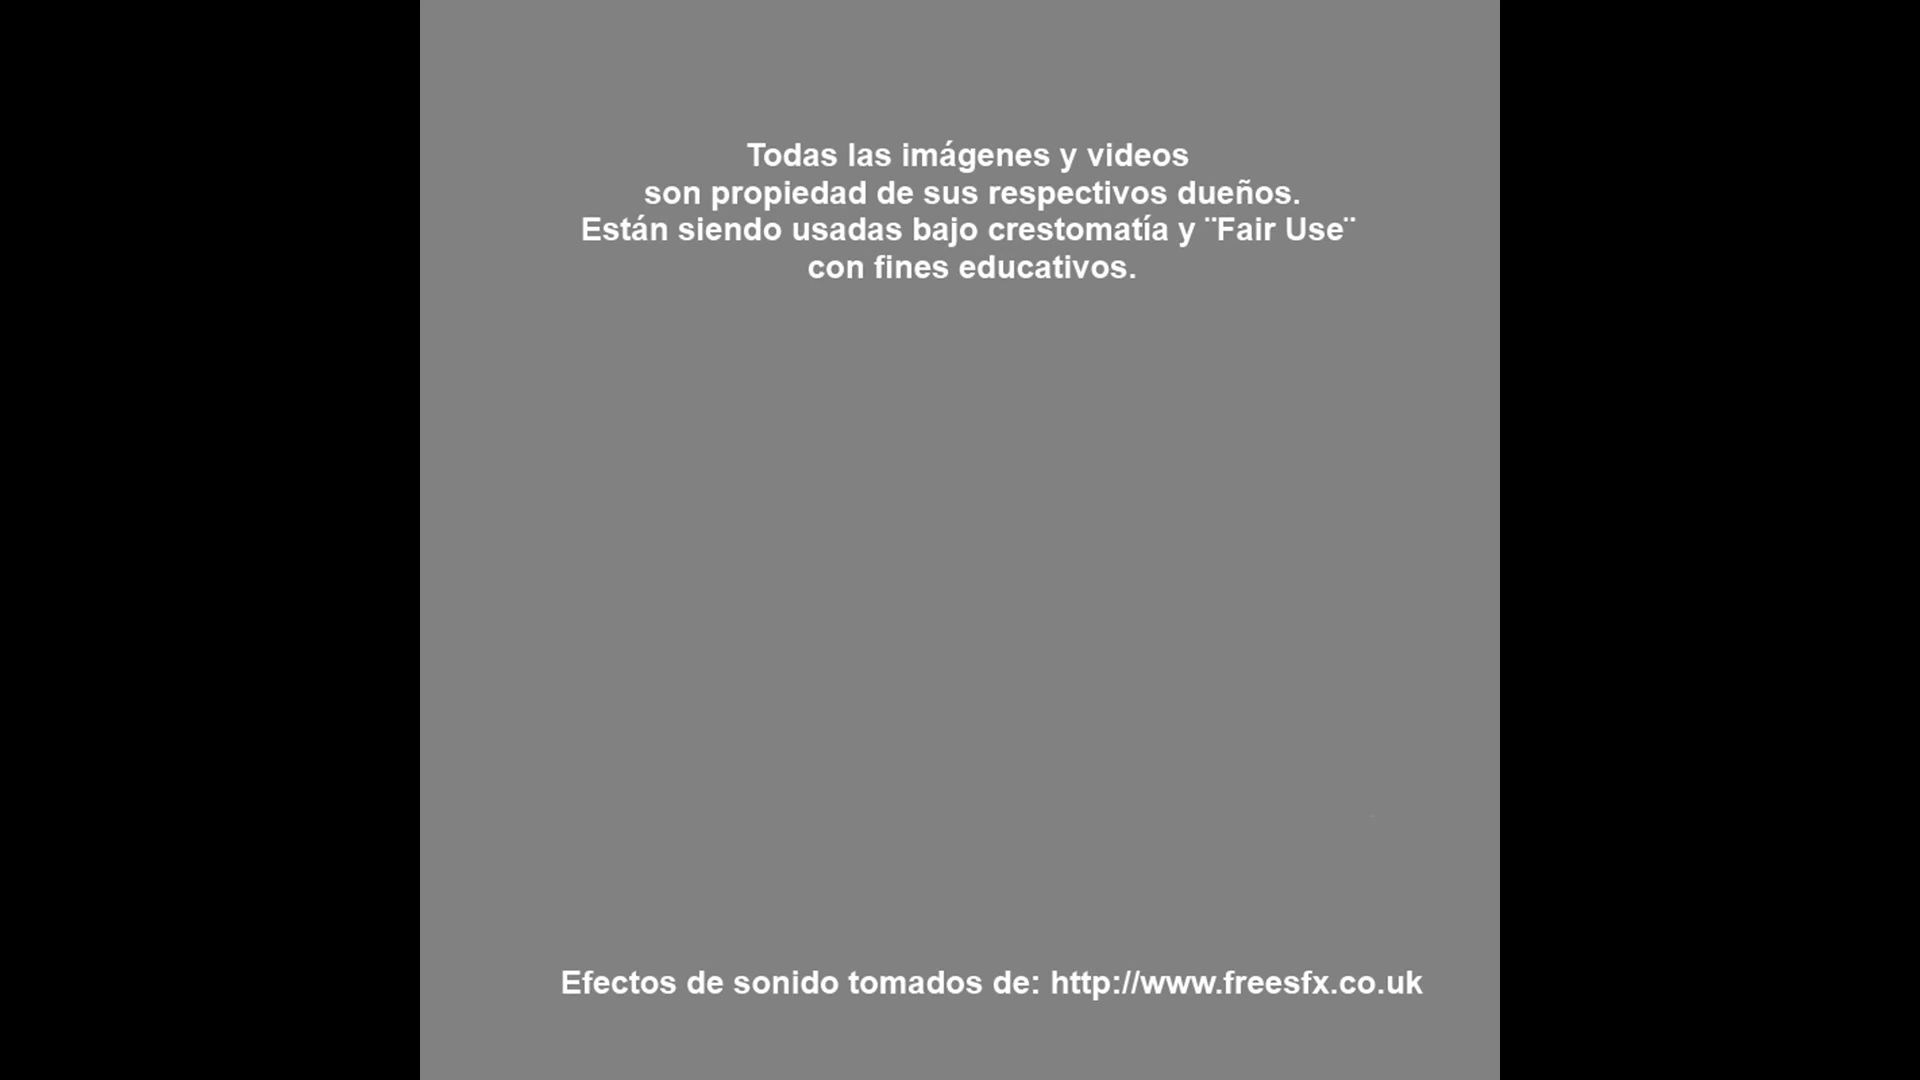 Todas las imágenes y videos
son propiedad de sus respectivos dueños.
Están siendo usadas bajo crestomatía y ¨Fair Use¨
con fines educativos.
Efectos de sonido tomados de: http://www.freesfx.co.uk